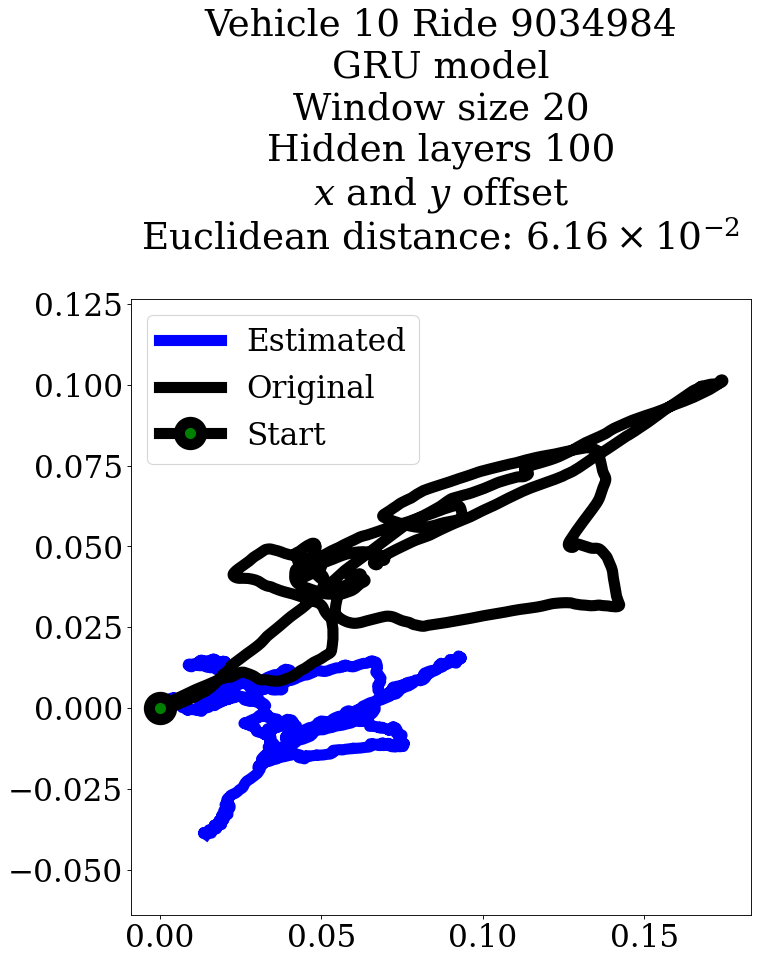 Vehicle 10 Ride 9034984
GRU model
Window size 20
Hidden layers 100
x and y offset
Euclidean distance: 6.16 × 10⁻²
Estimated
Original
Start
0.125
0.100
0.075
0.050
0.025
0.000
−0.025
−0.050
0.00 0.05 0.10 0.15